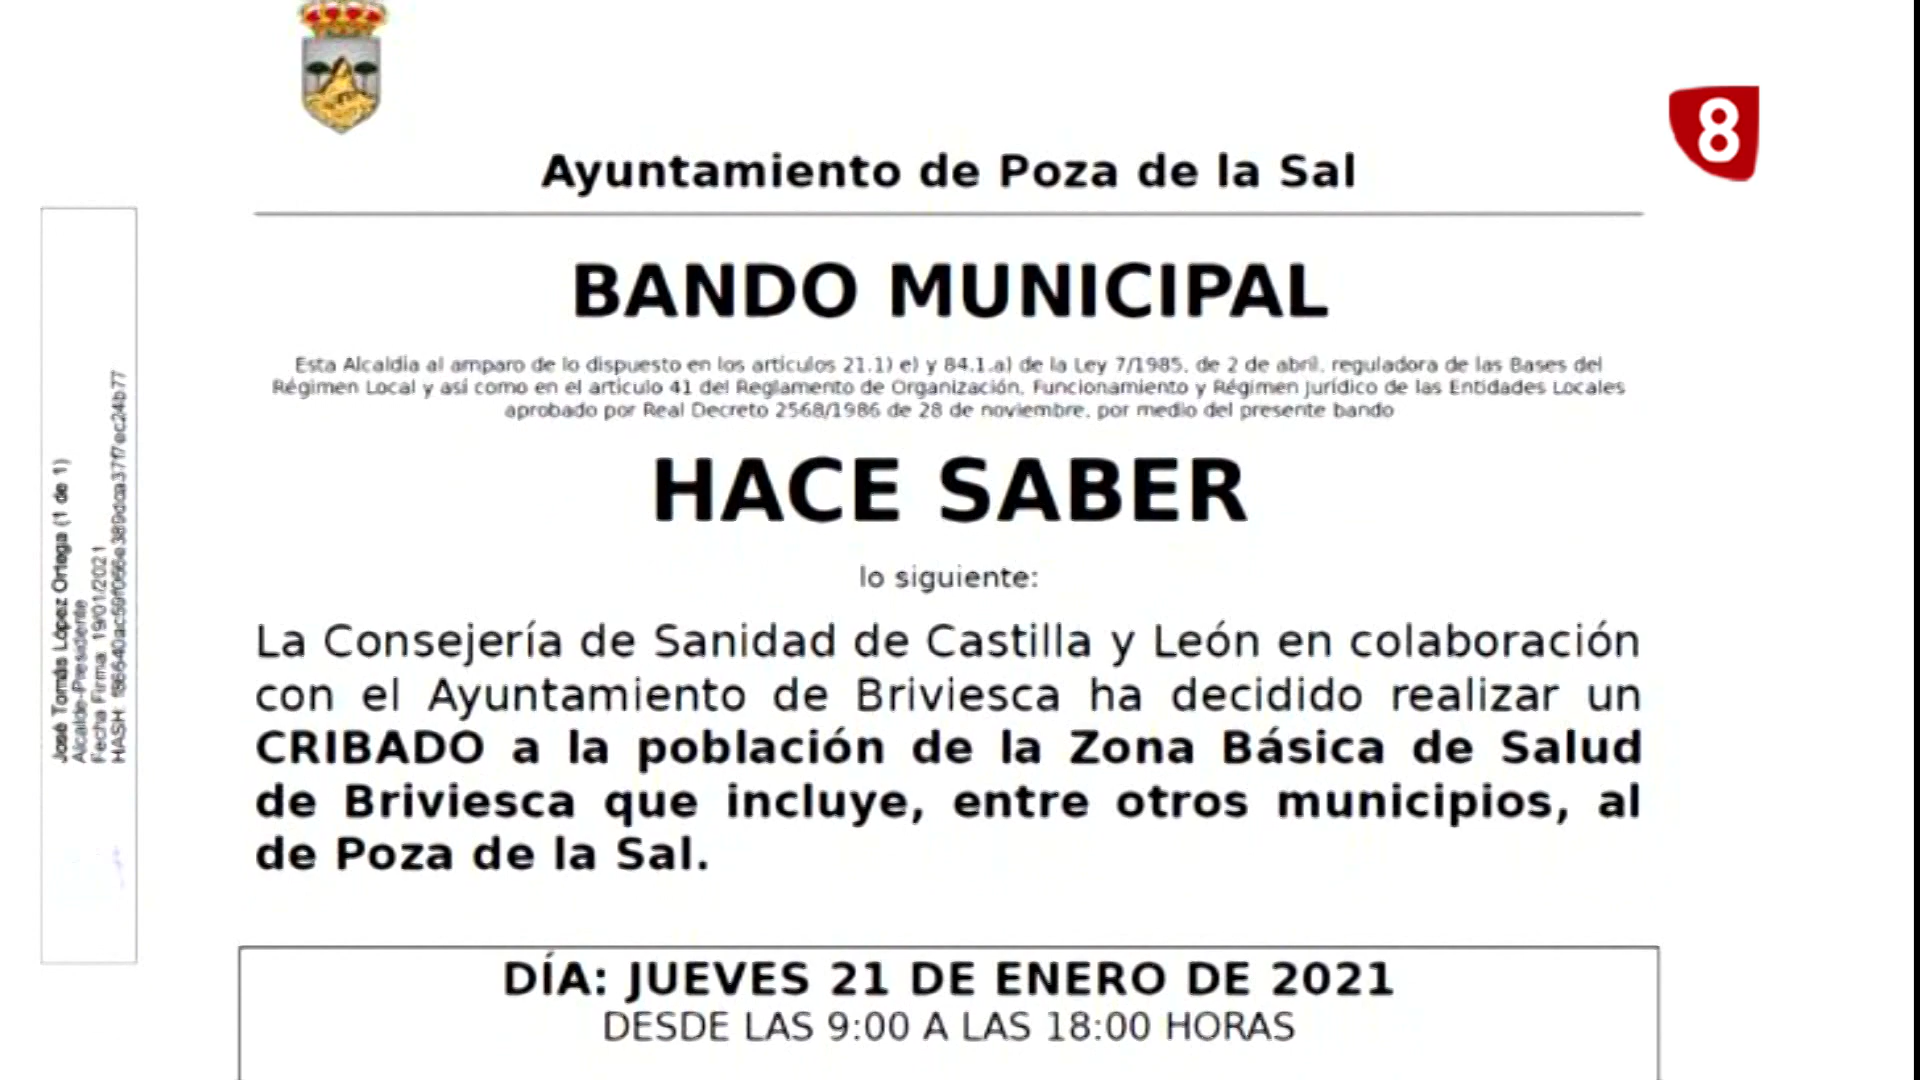 8
Ayuntamiento de Poza de la Sal
BANDO MUNICIPAL
Esta Alcaldía al amparo de lo dispuesto en los artículos 21.1) e) y 84.1.a) de la Ley 7/1985, de 2 de abril, reguladora de las Bases del
Régimen Local y así como en el artículo 41 del Reglamento de Organización, Funcionamiento y Régimen Jurídico de las Entidades Locales
aprobado por Real Decreto 2568/1986 de 28 de noviembre, por medio del presente bando
HACE SABER
lo siguiente:
La Consejería de Sanidad de Castilla y León en colaboración
con el Ayuntamiento de Briviesca ha decidido realizar un
CRIBADO a la población de la Zona Básica de Salud
de Briviesca que incluye, entre otros municipios, al
de Poza de la Sal.
DÍA: JUEVES 21 DE ENERO DE 2021
DESDE LAS 9:00 A LAS 18:00 HORAS
José Tomás López Ortega (1 de 1)
Alcalde-Presidente
Fecha Firma: 19/01/2021
HASH: